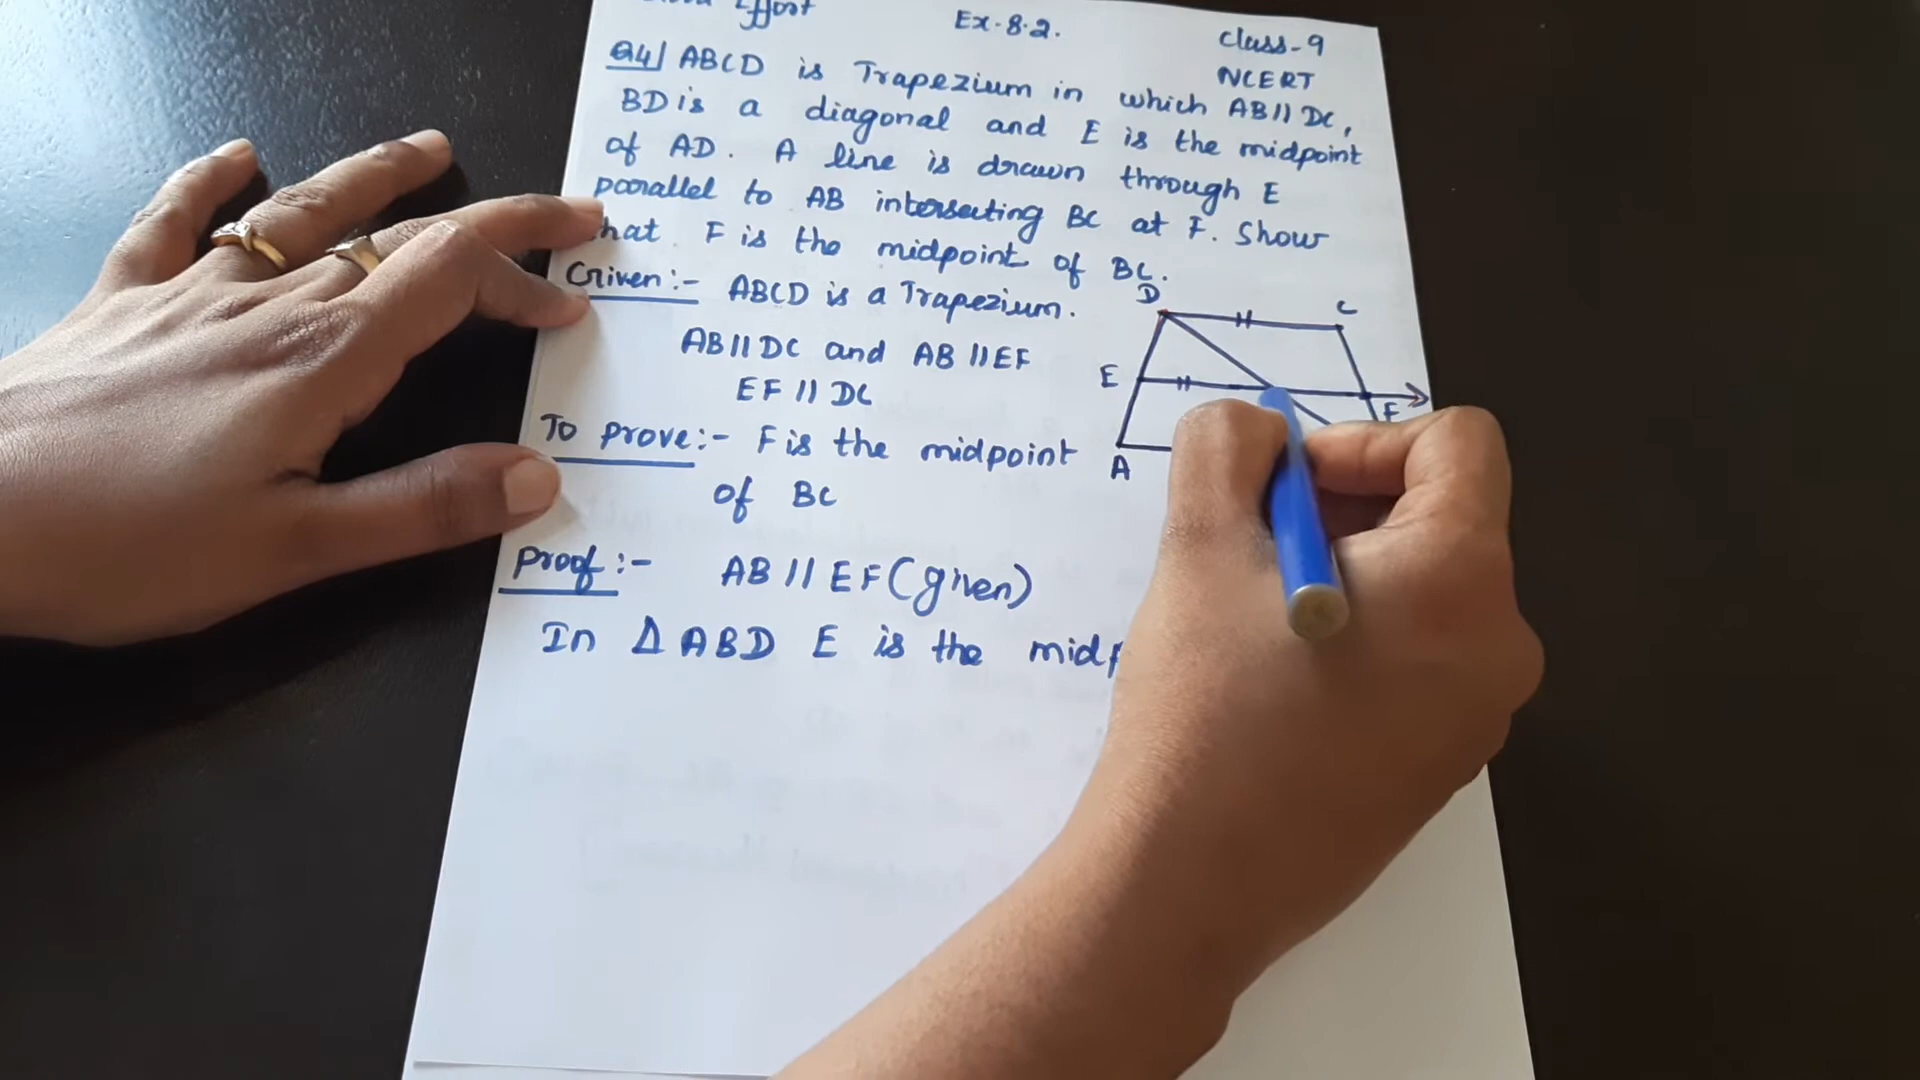 Effort Ex-8.2. Class-9
NCERT
Q4/ ABCD is Trapezium in which AB || DC,
BD is a diagonal and E is the midpoint
of AD. A line is drawn through E
parallel to AB intersecting BC at F. Show
that F is the midpoint of BC.
Given:- ABCD is a Trapezium.
AB || DC and AB || EF
EF || DC
To prove:- F is the midpoint
of BC
Proof:- AB || EF (given)
In Δ ABD E is the midp
D C
E F
A